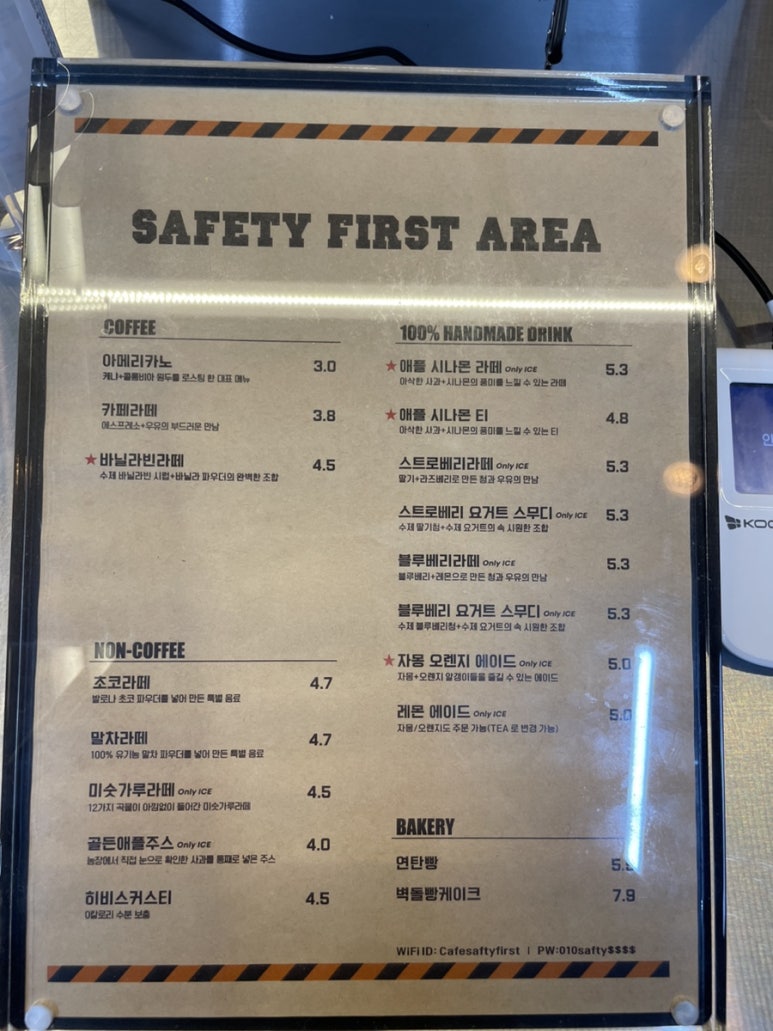 SAFETY FIRST AREA
COFFEE
아메리카노 3.0
케냐+콜롬비아 원두를 로스팅 한 대표 메뉴
카페라떼 3.8
에스프레소+우유의 부드러운 만남
★바닐라빈라떼 4.5
수제 바닐라빈 시럽+바닐라 파우더의 완벽한 조합
NON-COFFEE
초코라떼 4.7
발로나 초코 파우더를 넣어 만든 특별 음료
말차라떼 4.7
100% 유기농 말차 파우더를 넣어 만든 특별 음료
미숫가루라떼 Only ICE 4.5
12가지 곡물이 아낌없이 들어간 미숫가루라떼
골든애플주스 Only ICE 4.0
농장에서 직접 눈으로 확인한 사과를 통째로 넣은 주스
히비스커스티 4.5
0칼로리 수분 보충
100% HANDMADE DRINK
★애플 시나몬 라떼 Only ICE 5.3
아삭한 사과+시나몬의 풍미를 느낄 수 있는 라떼
★애플 시나몬 티 4.8
아삭한 사과+시나몬의 풍미를 느낄 수 있는 티
스트로베리라떼 Only ICE 5.3
딸기+라즈베리로 만든 청과 우유의 만남
스트로베리 요거트 스무디 Only ICE 5.3
수제 딸기청+수제 요거트의 속 시원한 조합
블루베리라떼 Only ICE 5.3
블루베리+레몬으로 만든 청과 우유의 만남
블루베리 요거트 스무디 Only ICE 5.3
수제 블루베리청+수제 요거트의 속 시원한 조합
★자몽 오렌지 에이드 Only ICE 5.0
자몽+오렌지 알갱이들을 즐길 수 있는 에이드
레몬 에이드 Only ICE 5.0
자몽/오렌지도 주문 가능(TEA 로 변경 가능)
BAKERY
연탄빵
벽돌빵케이크 7.9
WiFi ID: Cafesaftyfirst | PW:010safty$$$$